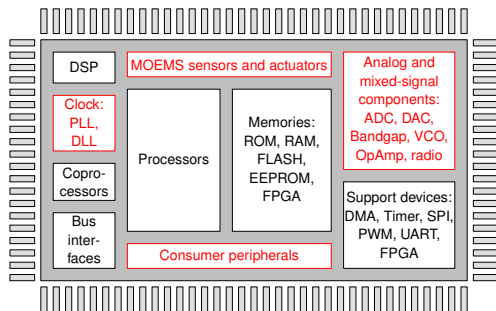 DSP
MOEMS sensors and actuators
Analog and
mixed-signal
components:
ADC, DAC,
Bandgap, VCO,
OpAmp, radio
Clock:
PLL,
DLL
Processors
Memories:
ROM, RAM,
FLASH,
EEPROM,
FPGA
Copro-
cessors
Support devices:
DMA, Timer, SPI,
PWM, UART,
FPGA
Bus
inter-
faces
Consumer peripherals